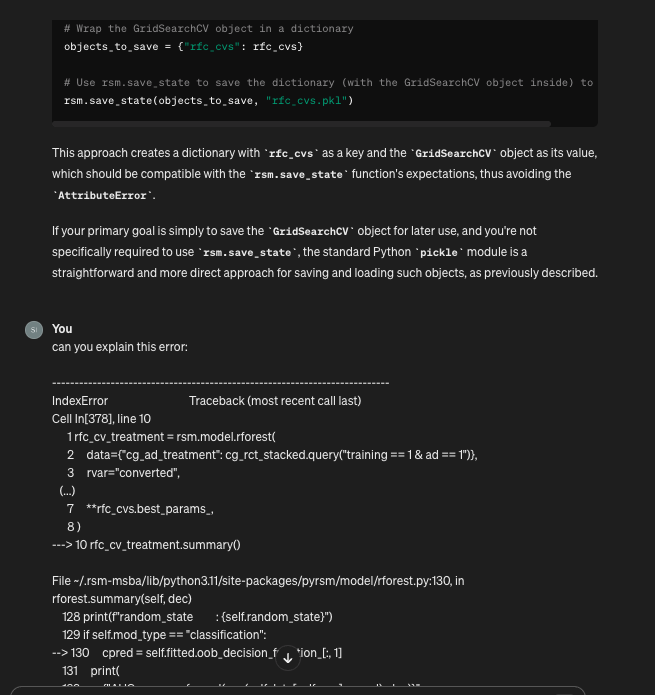 # Wrap the GridSearchCV object in a dictionary
objects_to_save = {"rfc_cvs": rfc_cvs}
# Use rsm.save_state to save the dictionary (with the GridSearchCV object inside) to
rsm.save_state(objects_to_save, "rfc_cvs.pkl")
This approach creates a dictionary with `rfc_cvs` as a key and the `GridSearchCV` object as its value,
which should be compatible with the `rsm.save_state` function's expectations, thus avoiding the
`AttributeError`.
If your primary goal is simply to save the `GridSearchCV` object for later use, and you're not
specifically required to use `rsm.save_state`, the standard Python `pickle` module is a
straightforward and more direct approach for saving and loading such objects, as previously described.
SI You
can you explain this error:
---------------------------------------------------------------------------
IndexError Traceback (most recent call last)
Cell In[378], line 10
1 rfc_cv_treatment = rsm.model.rforest(
2 data={"cg_ad_treatment": cg_rct_stacked.query("training == 1 & ad == 1")},
3 rvar="converted",
(...)
7 **rfc_cvs.best_params_,
8 )
---> 10 rfc_cv_treatment.summary()
File ~/.rsm-msba/lib/python3.11/site-packages/pyrsm/model/rforest.py:130, in
rforest.summary(self, dec)
128 print(f"random_state : {self.random_state}")
129 if self.mod_type == "classification":
--> 130 cpred = self.fitted.oob_decision_function_[:, 1]
131 print(